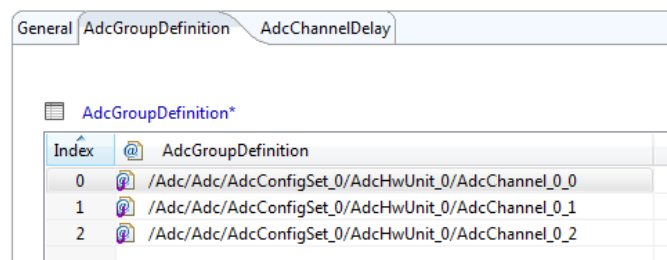 General AdcGroupDefinition AdcChannelDelay
AdcGroupDefinition*
Index AdcGroupDefinition
0 /Adc/Adc/AdcConfigSet_0/AdcHwUnit_0/AdcChannel_0_0
1 /Adc/Adc/AdcConfigSet_0/AdcHwUnit_0/AdcChannel_0_1
2 /Adc/Adc/AdcConfigSet_0/AdcHwUnit_0/AdcChannel_0_2